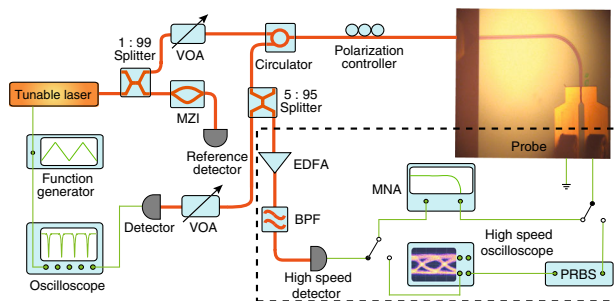 1 : 99
Splitter
VOA
Circulator
Polarization
controller
Tunable laser
MZI
5 : 95
Splitter
Reference
detector
Probe
Function
generator
EDFA
MNA
BPF
Detector
VOA
High speed
oscilloscope
Oscilloscope
High speed
detector
PRBS